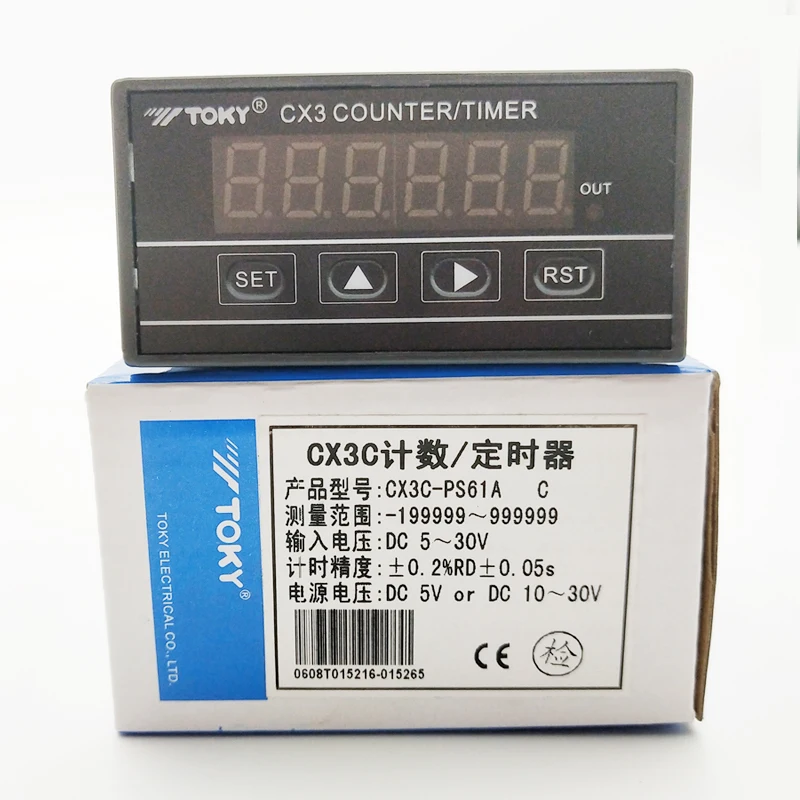 TOKY® CX3 COUNTER/TIMER
OUT
SET
RST
TOKY®
TOKY ELECTRICAL CO., LTD.
CX3C计数/定时器
产品型号:CX3C-PS61A C
测量范围:-199999~999999
输入电压:DC 5~30V
计时精度:±0.2%RD±0.05s
电源电压:DC 5V or DC 10~30V
0608T015216-015265
CE
检